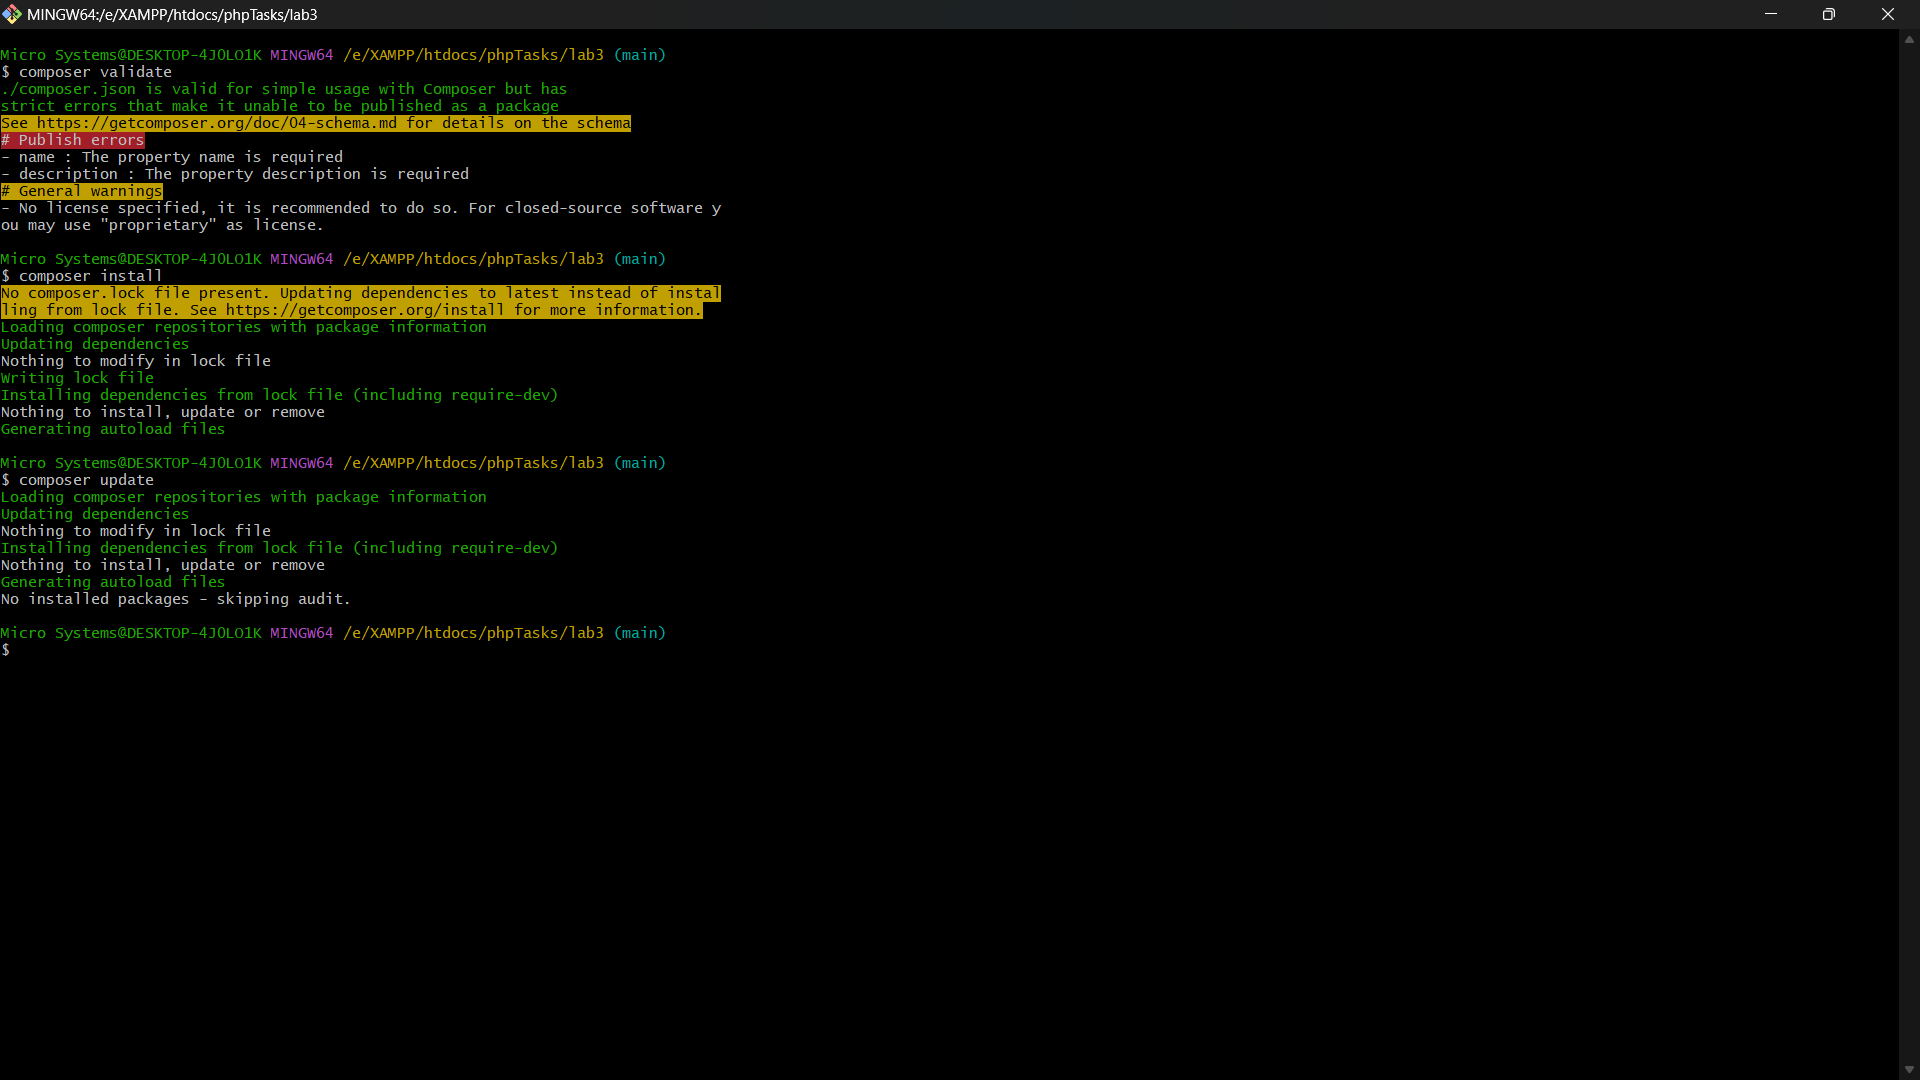 MINGW64:/e/XAMPP/htdocs/phpTasks/lab3
Micro Systems@DESKTOP-4JOLO1K MINGW64 /e/XAMPP/htdocs/phpTasks/lab3 (main)
$ composer validate
./composer.json is valid for simple usage with Composer but has
strict errors that make it unable to be published as a package
See https://getcomposer.org/doc/04-schema.md for details on the schema
# Publish errors
- name : The property name is required
- description : The property description is required
# General warnings
- No license specified, it is recommended to do so. For closed-source software y
ou may use "proprietary" as license.
Micro Systems@DESKTOP-4JOLO1K MINGW64 /e/XAMPP/htdocs/phpTasks/lab3 (main)
$ composer install
No composer.lock file present. Updating dependencies to latest instead of instal
ling from lock file. See https://getcomposer.org/install for more information.
Loading composer repositories with package information
Updating dependencies
Nothing to modify in lock file
Writing lock file
Installing dependencies from lock file (including require-dev)
Nothing to install, update or remove
Generating autoload files
Micro Systems@DESKTOP-4JOLO1K MINGW64 /e/XAMPP/htdocs/phpTasks/lab3 (main)
$ composer update
Loading composer repositories with package information
Updating dependencies
Nothing to modify in lock file
Installing dependencies from lock file (including require-dev)
Nothing to install, update or remove
Generating autoload files
No installed packages - skipping audit.
Micro Systems@DESKTOP-4JOLO1K MINGW64 /e/XAMPP/htdocs/phpTasks/lab3 (main)
$